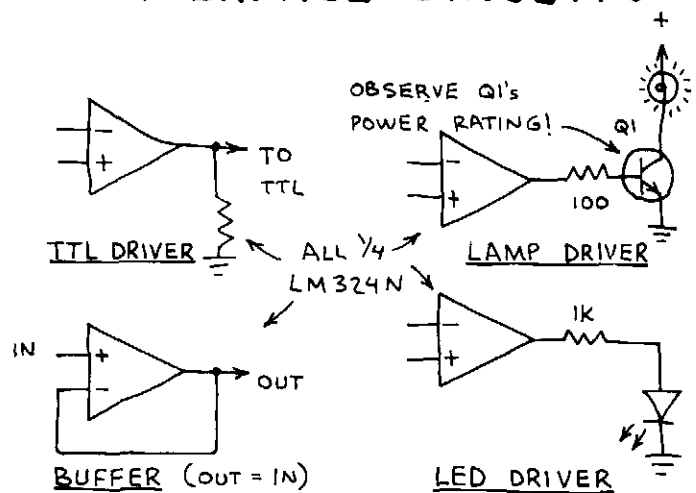 +
OBSERVE Q1's
POWER RATING!
Q1
-
+
TO
TTL
-
+
100
TTL DRIVER
ALL 1/4
LM324N
LAMP DRIVER
IN
+
-
OUT
-
+
1K
BUFFER (OUT = IN)
LED DRIVER